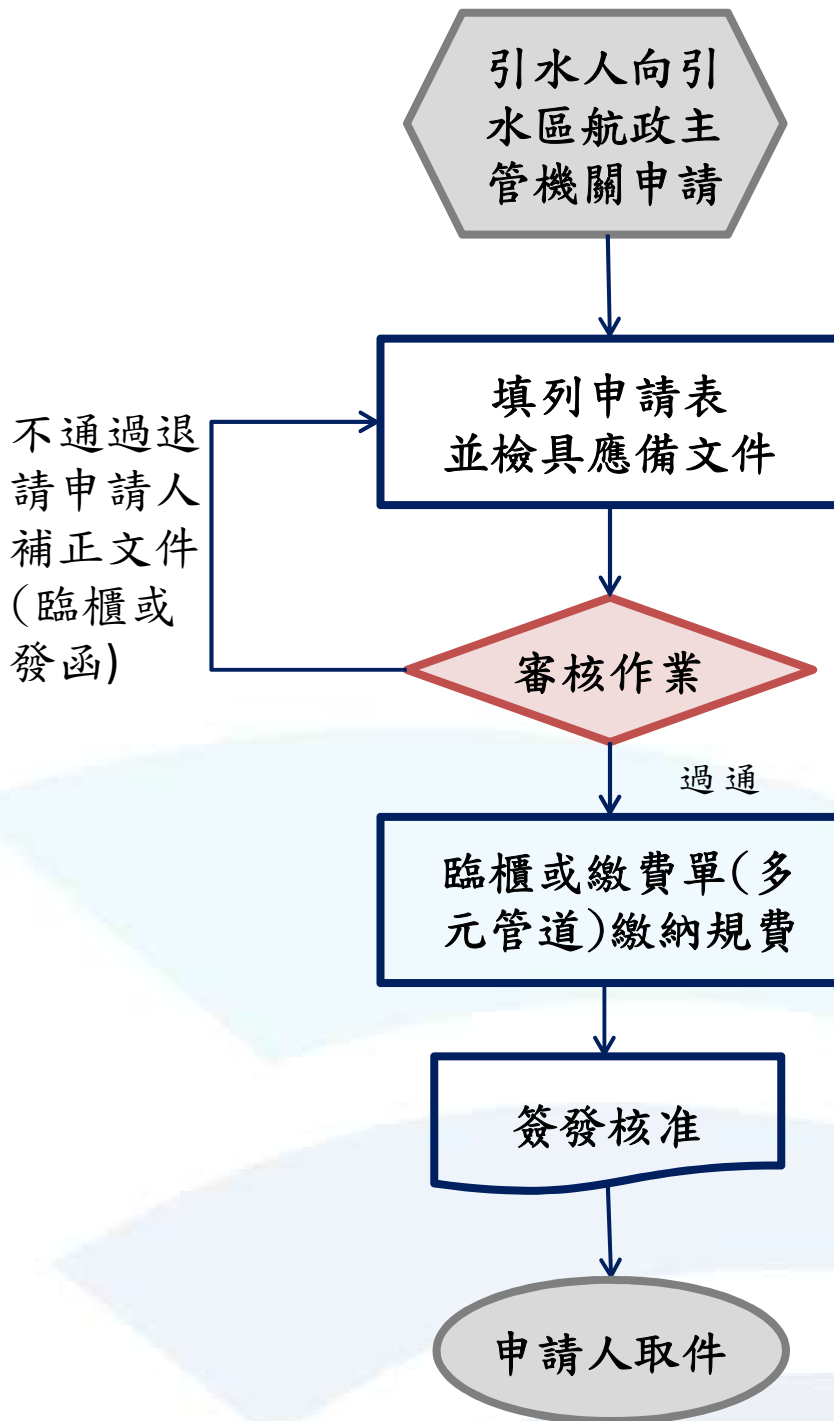 引水人向引
水區航政主
管機關申請
填列申請表
並檢具應備文件
不通過退
請申請人
補正文件
(臨櫃或
發函)
審核作業
過通
臨櫃或繳費單(多
元管道)繳納規費
簽發核准
申請人取件